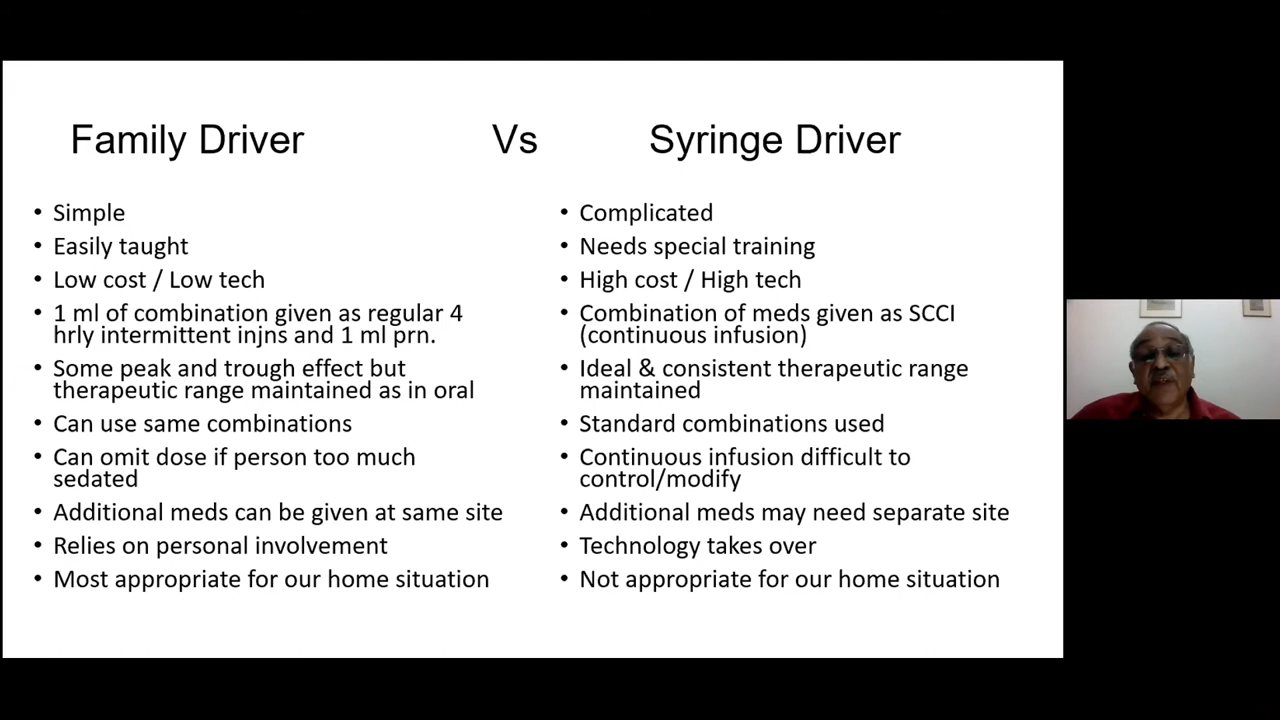 Family Driver Vs Syringe Driver
• Simple
• Easily taught
• Low cost / Low tech
• 1 ml of combination given as regular 4
hrly intermittent injns and 1 ml prn.
• Some peak and trough effect but
therapeutic range maintained as in oral
• Can use same combinations
• Can omit dose if person too much
sedated
• Additional meds can be given at same site
• Relies on personal involvement
• Most appropriate for our home situation
• Complicated
• Needs special training
• High cost / High tech
• Combination of meds given as SCCI
(continuous infusion)
• Ideal & consistent therapeutic range
maintained
• Standard combinations used
• Continuous infusion difficult to
control/modify
• Additional meds may need separate site
• Technology takes over
• Not appropriate for our home situation